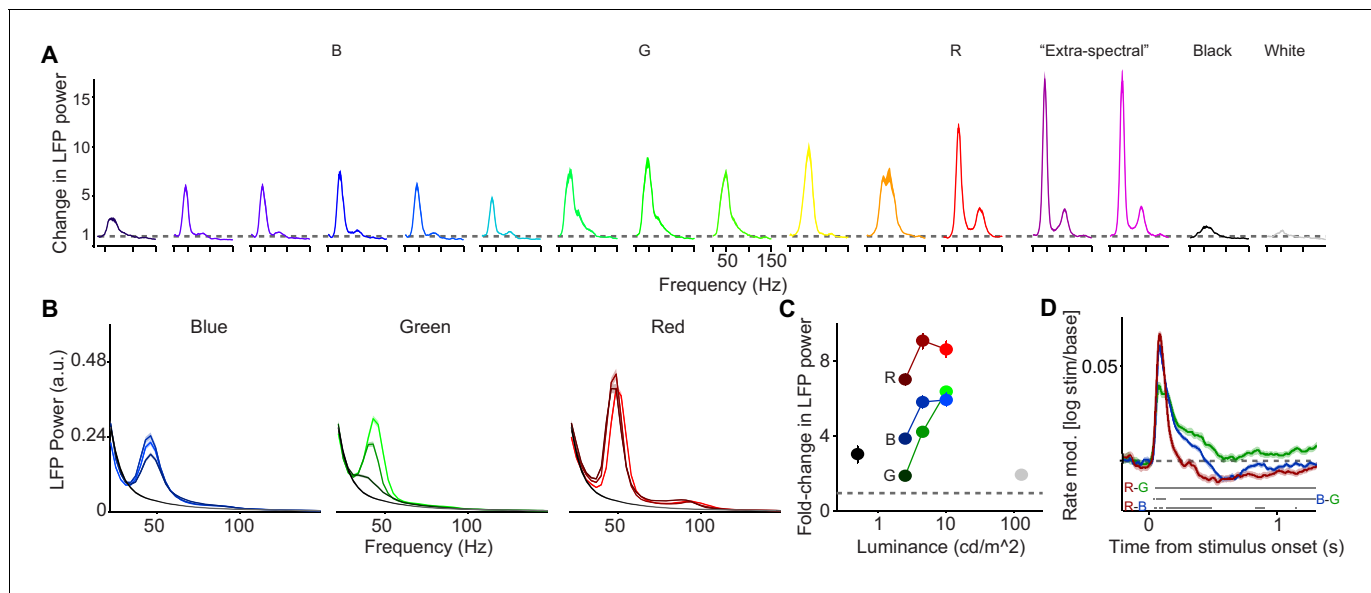 A
B G R “Extra-spectral” Black White
Change in LFP power
15
10
5
1
50 150
Frequency (Hz)
B
Blue Green Red
LFP Power (a.u.)
0.48
0.24
0
50 100 50 100 50 100
Frequency (Hz)
C
Fold-change in LFP power
8
4
0
R
B
G
1 10 100
Luminance (cd/m^2)
D
Rate mod. [log stim/base]
0.05
R-G
B-G
R-B
0 1
Time from stimulus onset (s)